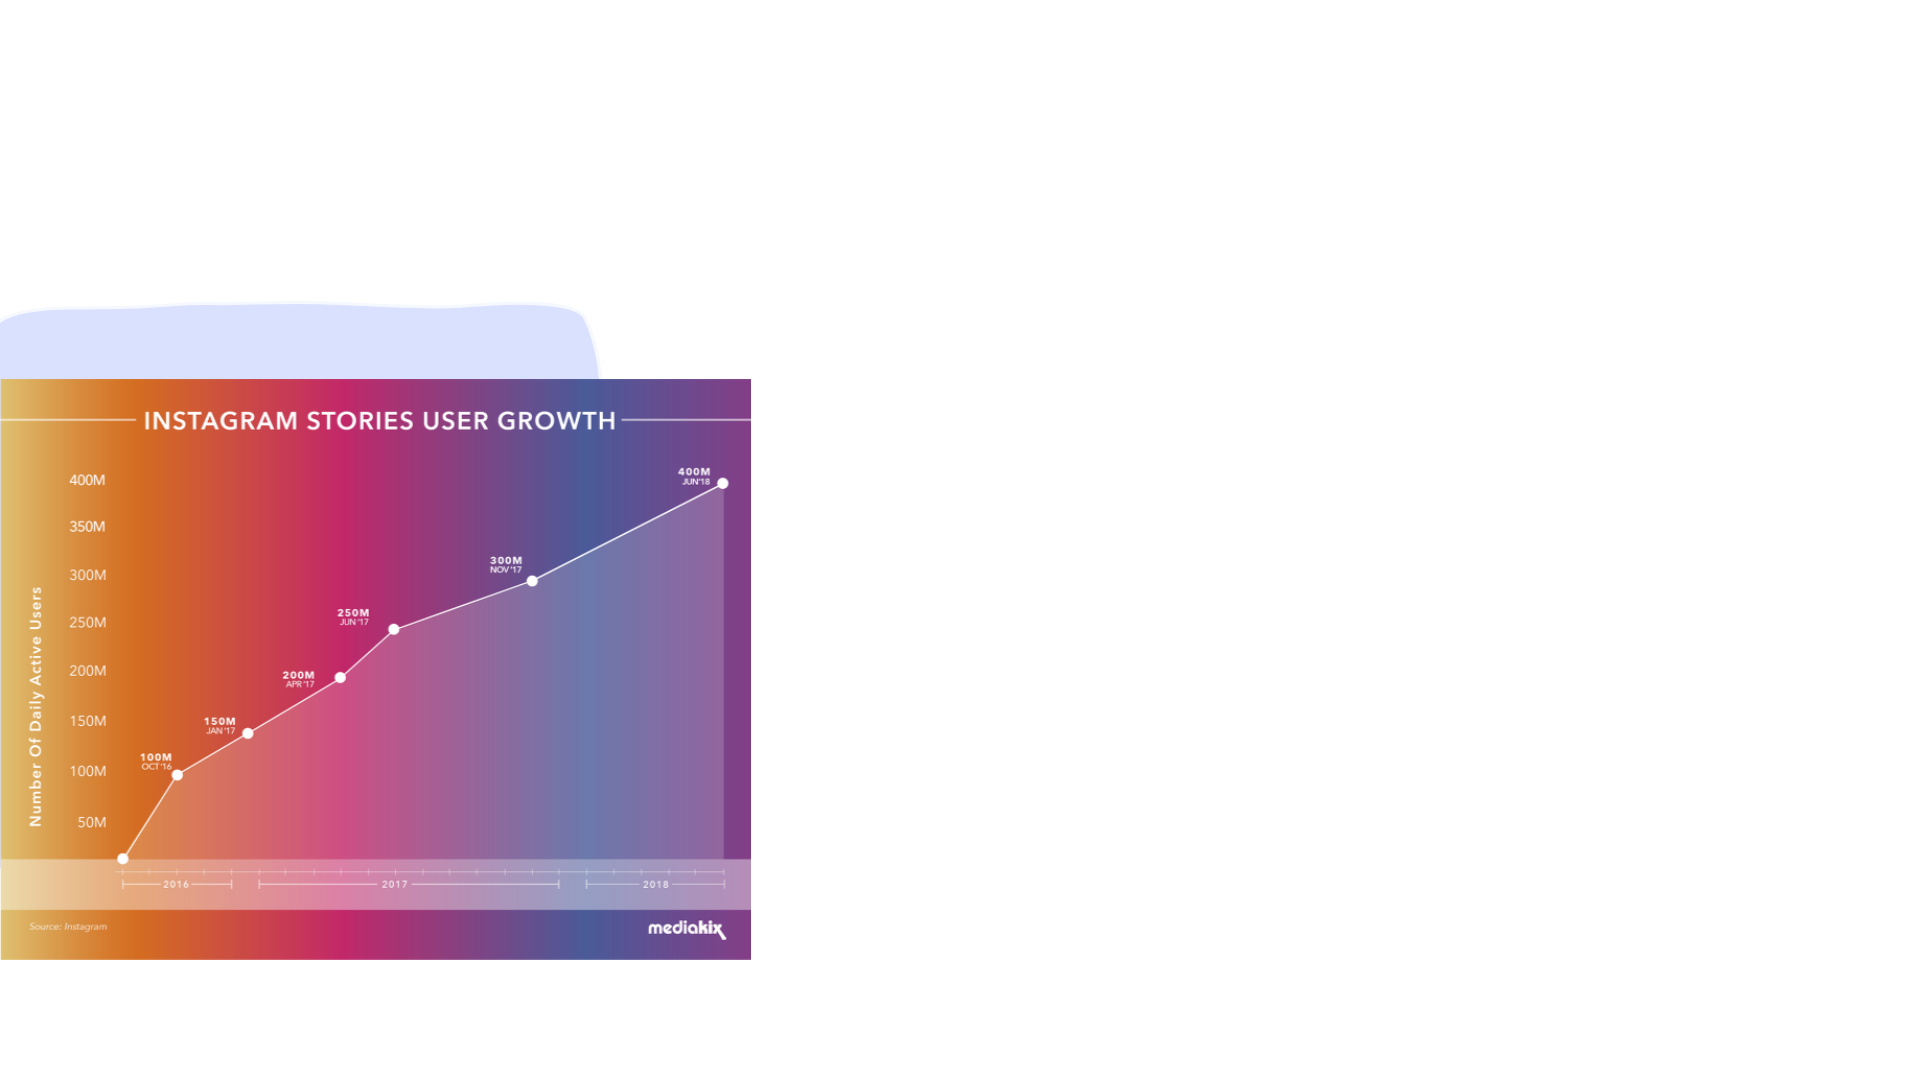 INSTAGRAM STORIES USER GROWTH
400M
350M
300M
250M
200M
150M
100M
50M
Number Of Daily Active Users
400M
JUN'18
300M
NOV '17
250M
JUN '17
200M
APR '17
150M
JAN '17
100M
OCT '16
2016 2017 2018
Source: Instagram
mediakix